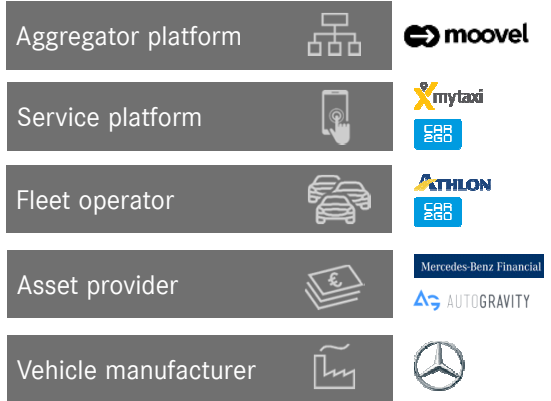 Aggregator platform
moovel
Service platform
mytaxi
CAR
2GO
Fleet operator
ATHLON
CAR
2GO
Asset provider
€
Mercedes-Benz Financial
AUTOGRAVITY
Vehicle manufacturer